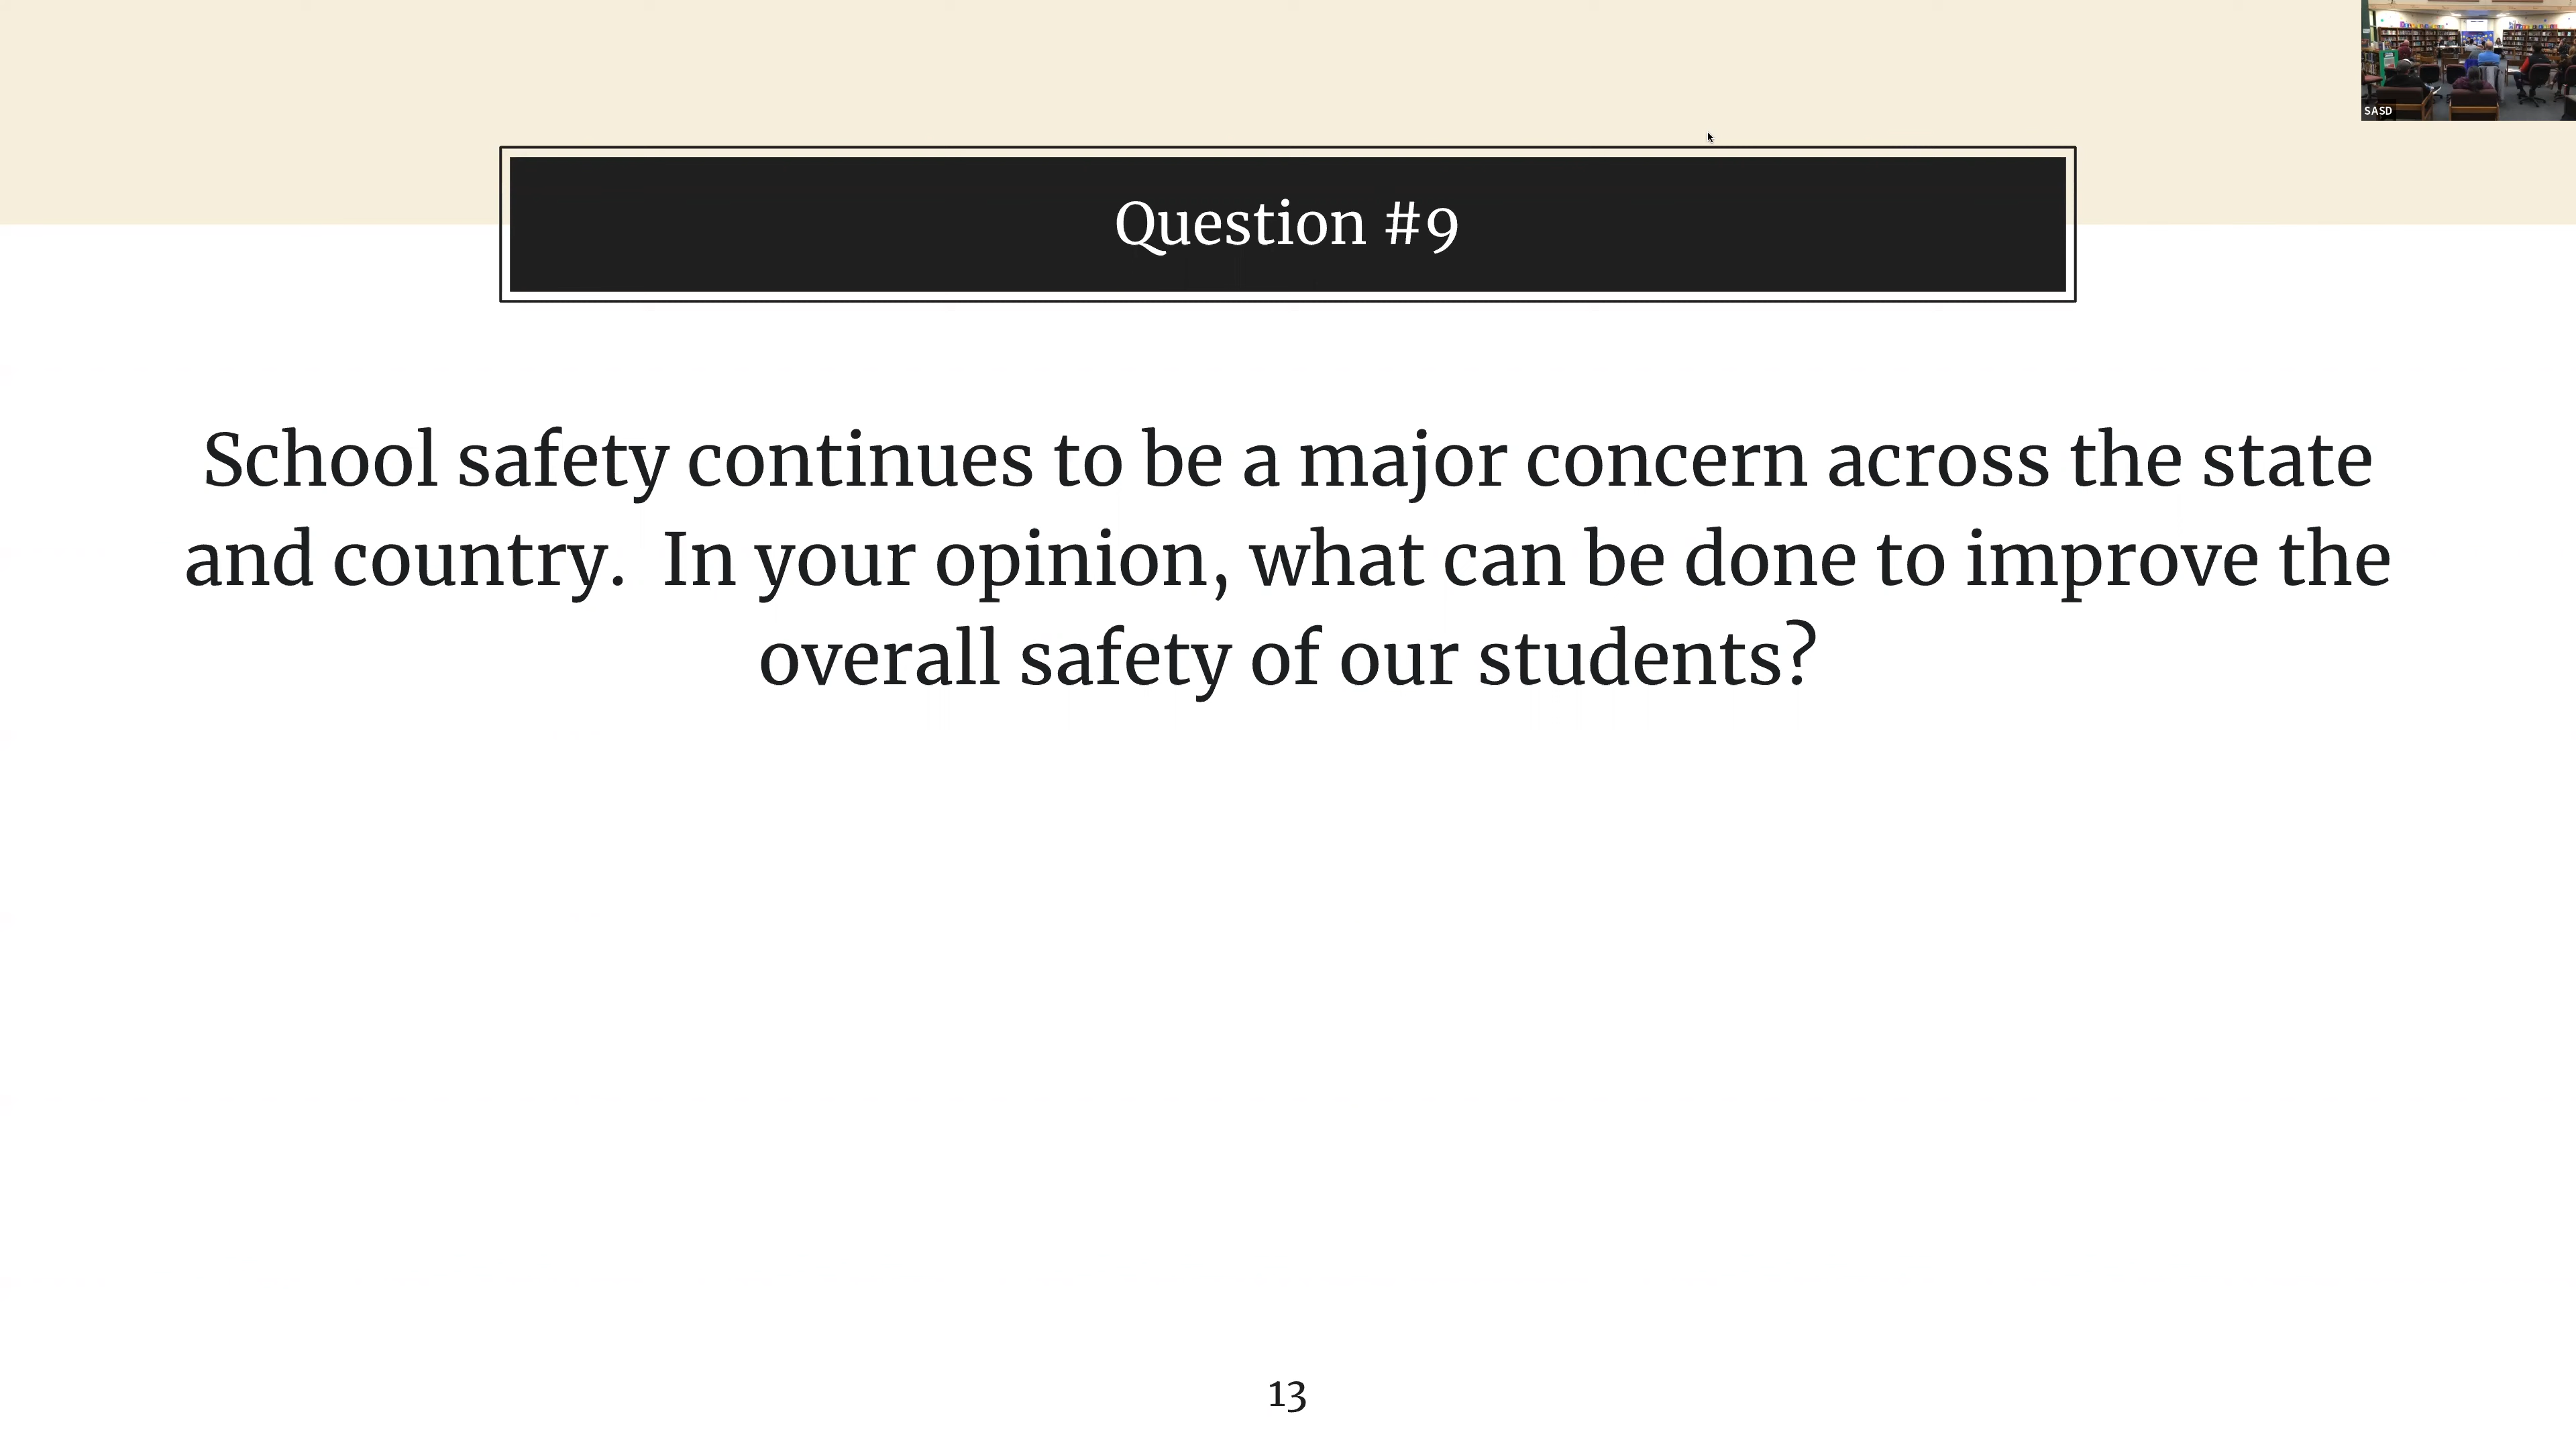 SASD
Question #9
School safety continues to be a major concern across the state
and country.  In your opinion, what can be done to improve the
overall safety of our students?
13